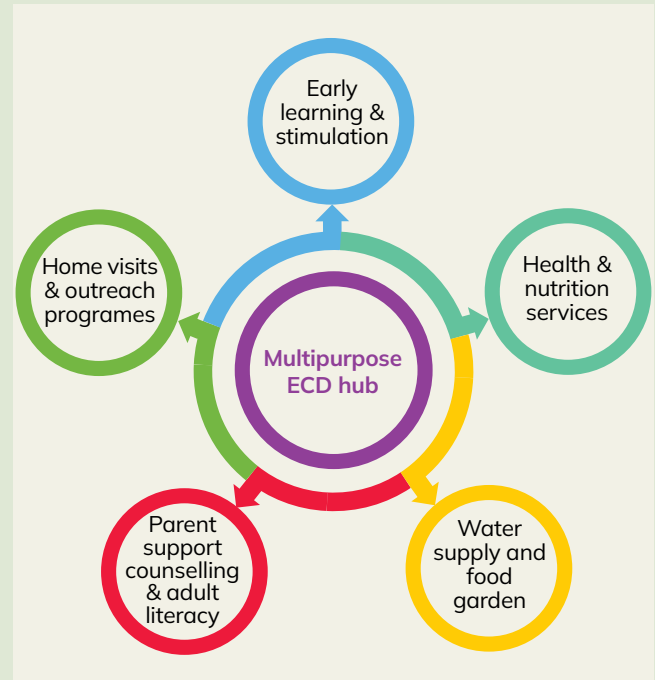 Early
learning &
stimulation
Home visits
& outreach
programes
Health &
nutrition
services
Multipurpose
ECD hub
Parent
support
counselling
& adult
literacy
Water
supply and
food
garden